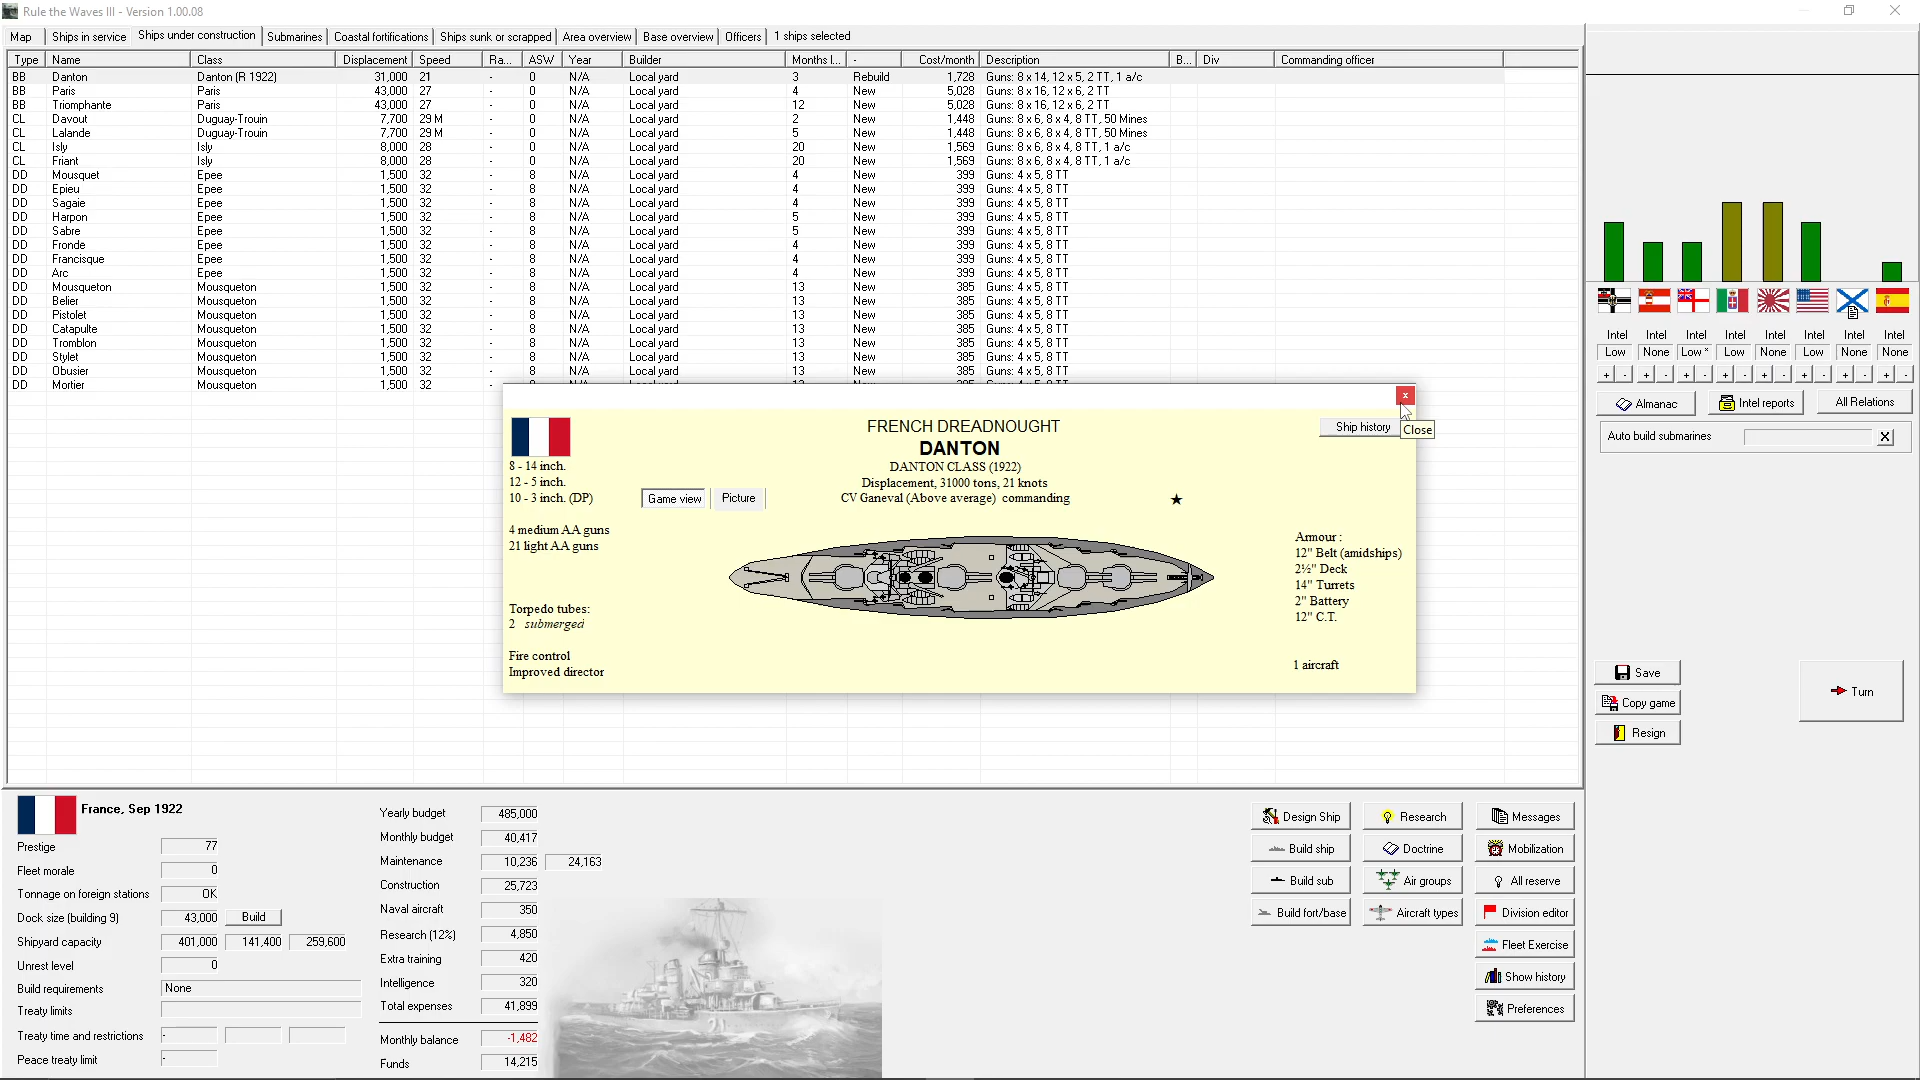 Rule the Waves III - Version 1.00.08
Map Ships in service Ships under construction Submarines Coastal fortifications Ships sunk or scrapped Area overview Base overview Officers 1 ships selected
Type Name Class Displacement Speed Ra... ASW Year Builder Months I... - Cost/month Description B... Div Commanding officer
BB Danton Danton (R 1922) 31,000 21 - 0 N/A Local yard 3 Rebuild 1,728 Guns: 8 x 14, 12 x 5, 2 TT, 1 a/c
BB Paris Paris 43,000 27 - 0 N/A Local yard 4 New 5,028 Guns: 8 x 16, 12 x 6, 2 TT
BB Triomphante Paris 43,000 27 - 0 N/A Local yard 12 New 5,028 Guns: 8 x 16, 12 x 6, 2 TT
CL Davout Duguay-Trouin 7,700 29 M - 0 N/A Local yard 2 New 1,448 Guns: 8 x 6, 8 x 4, 8 TT, 50 Mines
CL Lalande Duguay-Trouin 7,700 29 M - 0 N/A Local yard 5 New 1,448 Guns: 8 x 6, 8 x 4, 8 TT, 50 Mines
CL Isly Isly 8,000 28 - 0 N/A Local yard 20 New 1,569 Guns: 8 x 6, 8 x 4, 8 TT, 1 a/c
CL Friant Isly 8,000 28 - 0 N/A Local yard 20 New 1,569 Guns: 8 x 6, 8 x 4, 8 TT, 1 a/c
DD Mousquet Epee 1,500 32 - 8 N/A Local yard 4 New 399 Guns: 4 x 5, 8 TT
DD Epieu Epee 1,500 32 - 8 N/A Local yard 4 New 399 Guns: 4 x 5, 8 TT
DD Sagaie Epee 1,500 32 - 8 N/A Local yard 4 New 399 Guns: 4 x 5, 8 TT
DD Harpon Epee 1,500 32 - 8 N/A Local yard 5 New 399 Guns: 4 x 5, 8 TT
DD Sabre Epee 1,500 32 - 8 N/A Local yard 5 New 399 Guns: 4 x 5, 8 TT
DD Fronde Epee 1,500 32 - 8 N/A Local yard 4 New 399 Guns: 4 x 5, 8 TT
DD Francisque Epee 1,500 32 - 8 N/A Local yard 4 New 399 Guns: 4 x 5, 8 TT
DD Arc Epee 1,500 32 - 8 N/A Local yard 4 New 399 Guns: 4 x 5, 8 TT
DD Mousqueton Mousqueton 1,500 32 - 8 N/A Local yard 13 New 385 Guns: 4 x 5, 8 TT
DD Belier Mousqueton 1,500 32 - 8 N/A Local yard 13 New 385 Guns: 4 x 5, 8 TT
DD Pistolet Mousqueton 1,500 32 - 8 N/A Local yard 13 New 385 Guns: 4 x 5, 8 TT
DD Catapulte Mousqueton 1,500 32 - 8 N/A Local yard 13 New 385 Guns: 4 x 5, 8 TT
DD Tromblon Mousqueton 1,500 32 - 8 N/A Local yard 13 New 385 Guns: 4 x 5, 8 TT
DD Stylet Mousqueton 1,500 32 - 8 N/A Local yard 13 New 385 Guns: 4 x 5, 8 TT
DD Obusier Mousqueton 1,500 32 - 8 N/A Local yard 13 New 385 Guns: 4 x 5, 8 TT
DD Mortier Mousqueton 1,500 32 - 8 N/A Local yard 13 New 385 Guns: 4 x 5, 8 TT
FRENCH DREADNOUGHT
DANTON
DANTON CLASS (1922)
Displacement, 31000 tons, 21 knots
CV Ganeval (Above average) commanding
Ship history
Close
8 - 14 inch.
12 - 5 inch.
10 - 3 inch. (DP)
Game view Picture
4 medium AA guns
21 light AA guns
Torpedo tubes:
2 submerged
Fire control
Improved director
Armour :
12" Belt (amidships)
2½" Deck
14" Turrets
2" Battery
12" C.T.
1 aircraft
Intel Intel Intel Intel Intel Intel Intel Intel
Low None Low * Low None Low None None
+ - + - + - + - + - + - + - + -
Almanac Intel reports All Relations
Auto build submarines X
Save
Copy game
Resign
Turn
France, Sep 1922
Prestige 77
Fleet morale 0
Tonnage on foreign stations OK
Dock size (building 9) 43,000 Build
Shipyard capacity 401,000 141,400 259,600
Unrest level 0
Build requirements None
Treaty limits
Treaty time and restrictions -
Peace treaty limit -
Yearly budget 485,000
Monthly budget 40,417
Maintenance 10,236 24,163
Construction 25,723
Naval aircraft 350
Research (12%) 4,850
Extra training 420
Intelligence 320
Total expenses 41,899
Monthly balance -1,482
Funds 14,215
Design Ship Research Messages
Build ship Doctrine Mobilization
Build sub Air groups All reserve
Build fort/base Aircraft types Division editor
Fleet Exercise
Show history
Preferences